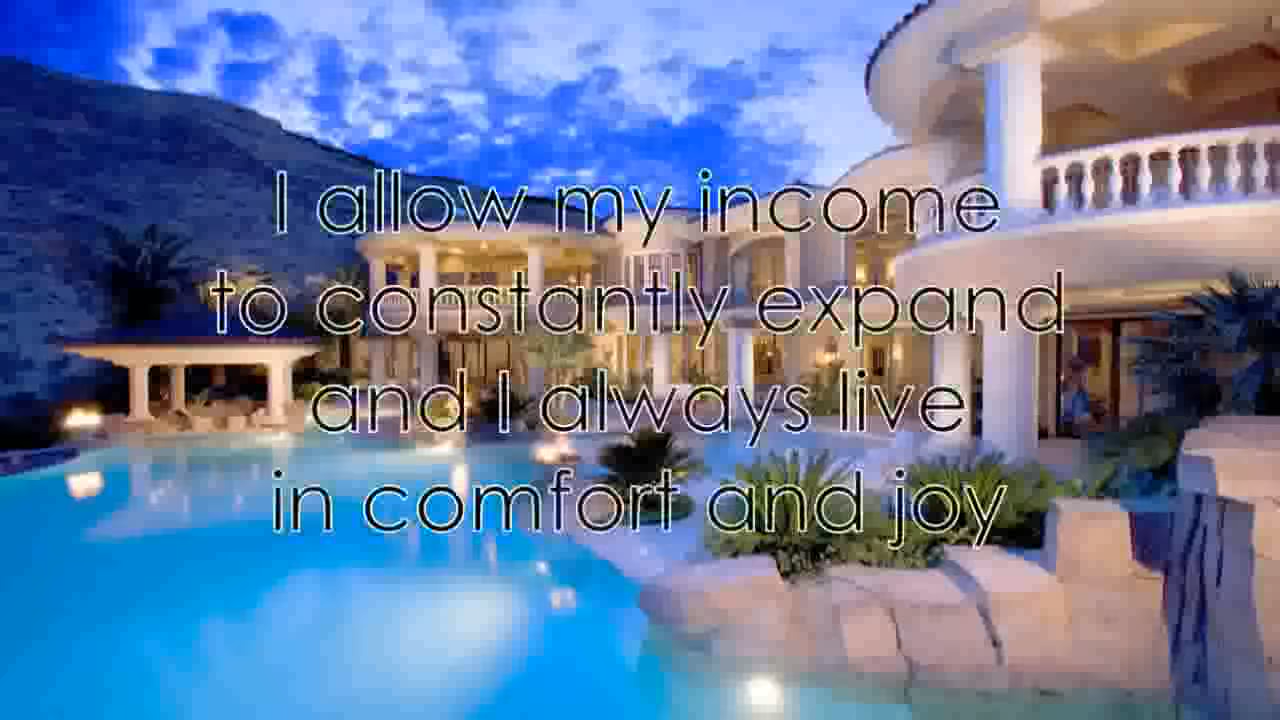 I allow my income
to constantly expand
and I always live
in comfort and joy